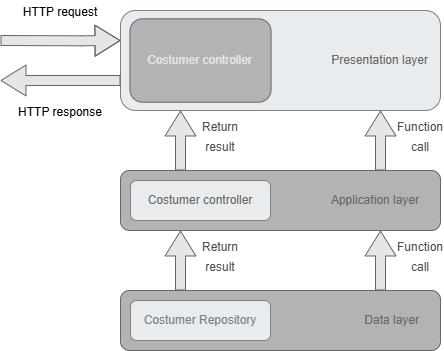 HTTP request
Costumer controller
Presentation layer
HTTP response
Return
result
Function
call
Costumer controller
Application layer
Return
result
Function
call
Costumer Repository
Data layer